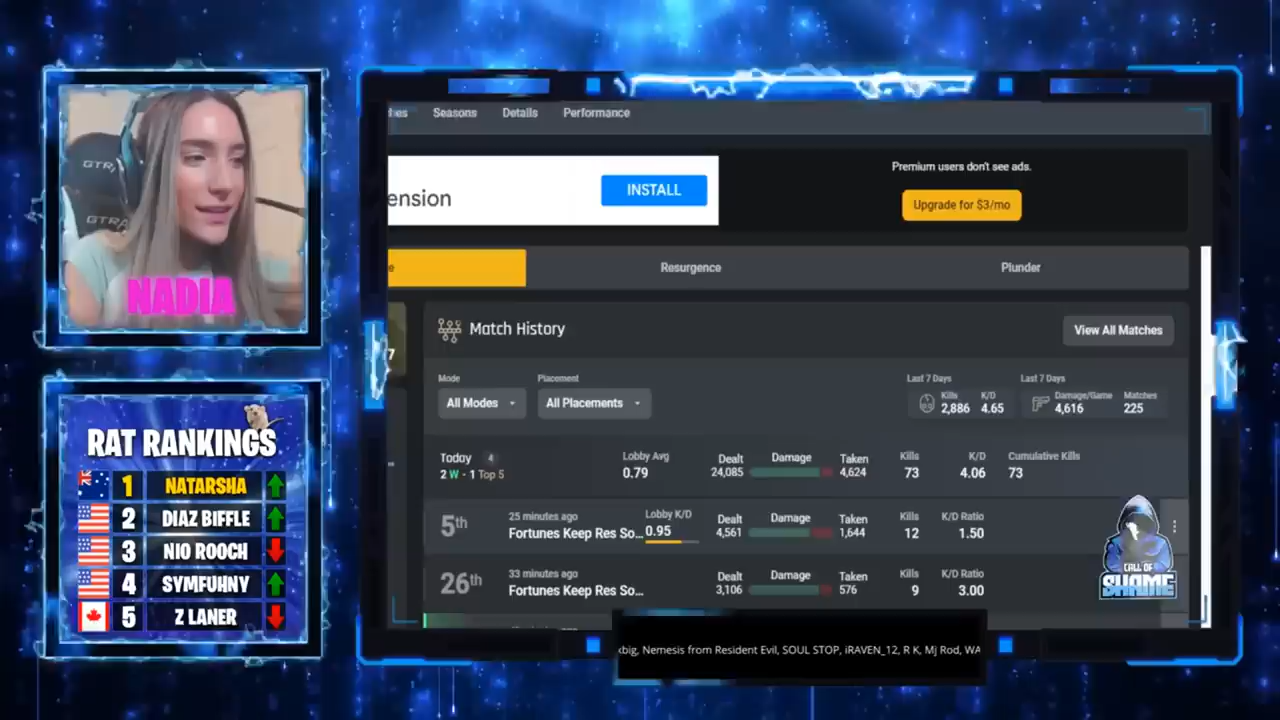 GTR
GTRA
NADIA
RAT RANKINGS
1 NATARSHA
2 DIAZ BIFFLE
3 NIO ROOCH
4 SYMFUHNY
5 Z LANER
hes Seasons Details Performance
ension
INSTALL
Premium users don't see ads.
Upgrade for $3/mo
e Resurgence Plunder
7
Match History
View All Matches
Mode Placement
All Modes All Placements
Last 7 Days Last 7 Days
Kills K/D Damage/Game Matches
2,886 4.65 4,616 225
Today 4 Lobby Avg Dealt Damage Taken Kills K/D Cumulative Kills
2 W - 1 Top 5 0.79 24,085 4,624 73 4.06 73
5th 25 minutes ago Lobby K/D Dealt Damage Taken Kills K/D Ratio
Fortunes Keep Res So... 0.95 4,561 1,644 12 1.50
26th 33 minutes ago Dealt Damage Taken Kills K/D Ratio
Fortunes Keep Res So... 3,106 576 9 3.00
CALL OF
SHAME
xbig, Nemesis from Resident Evil, SOUL STOP, iRAVEN_12, R K, Mj Rod, WA